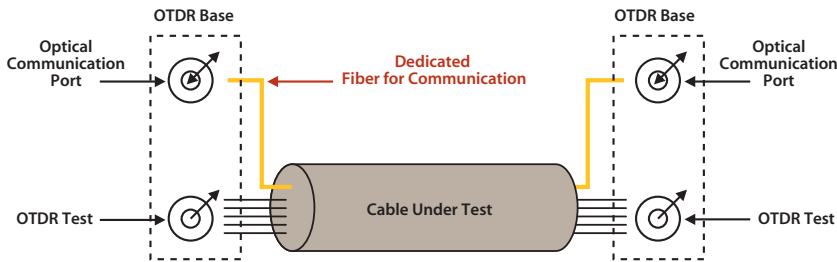 OTDR Base
OTDR Base
Optical
Communication
Port
Dedicated
Fiber for Communication
Optical
Communication
Port
Cable Under Test
OTDR Test
OTDR Test